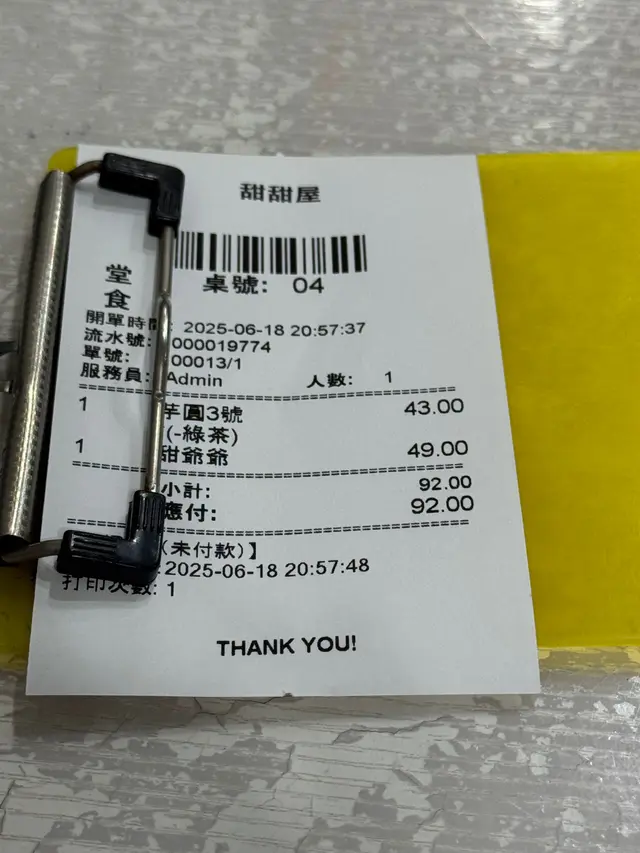 甜甜屋
堂食
桌號: 04
開單時間: 2025-06-18 20:57:37
流水號: 000019774
單號: 00013/1
服務員: Admin 人數: 1
1 芋圓3號 43.00
(-綠茶)
1 甜爺爺 49.00
小計: 92.00
應付: 92.00
(未付款)】
: 2025-06-18 20:57:48
打印次數: 1
THANK YOU!